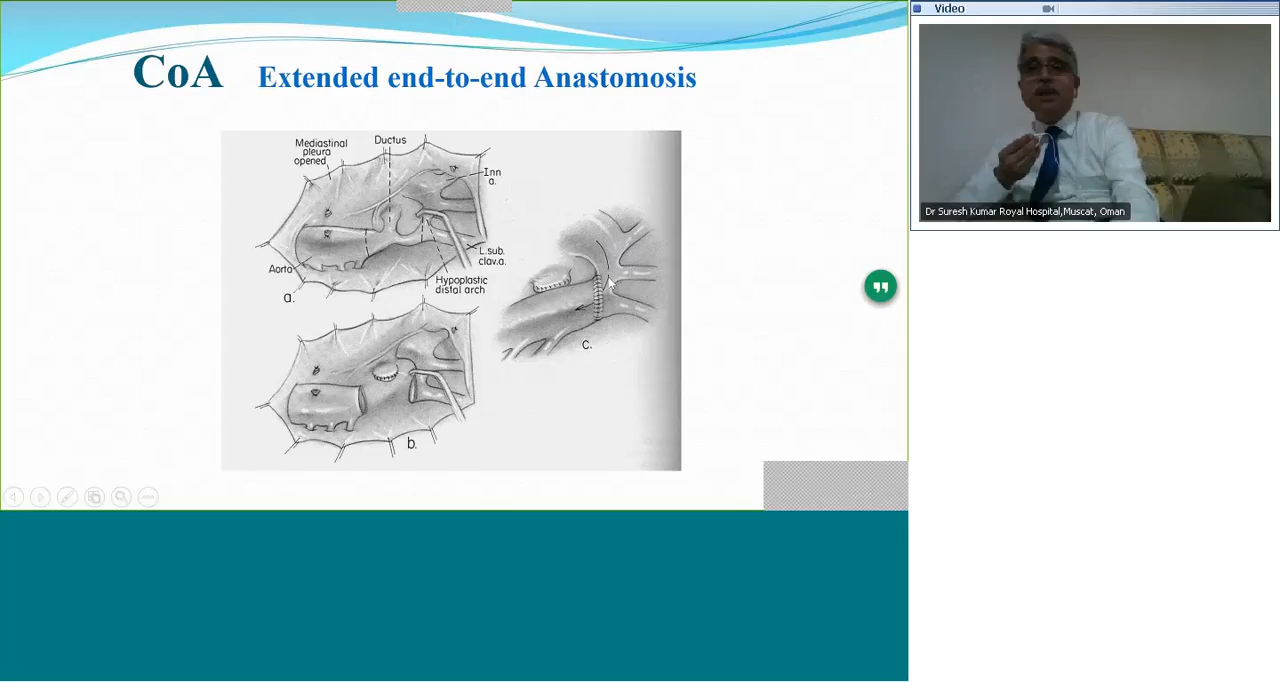 CoA Extended end-to-end Anastomosis
Mediastinal
pleura
opened
Ductus
Inn
a.
L. sub.
clav. a.
Aorta
Hypoplastic
distal arch
a.
b.
c.
Video
Dr Suresh Kumar Royal Hospital,Muscat, Oman